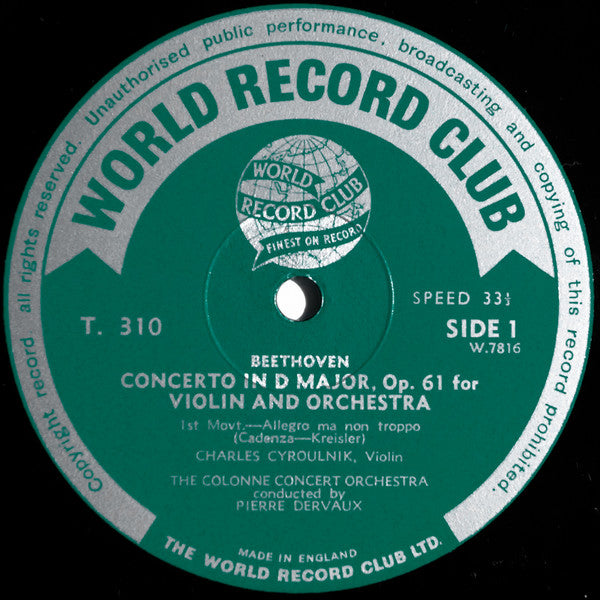 Copyright record all rights reserved. Unauthorised public performance, broadcasting and copying of this record prohibited.
WORLD RECORD CLUB
WORLD
RECORD CLUB
FINEST ON RECORD
SPEED 33⅓
T. 310
SIDE 1
W.7816
BEETHOVEN
CONCERTO IN D MAJOR, Op. 61 for
VIOLIN AND ORCHESTRA
1st Movt.—Allegro ma non troppo
(Cadenza—Kreisler)
CHARLES CYROULNIK, Violin
THE COLONNE CONCERT ORCHESTRA
conducted by
PIERRE DERVAUX
MADE IN ENGLAND
THE WORLD RECORD CLUB LTD.